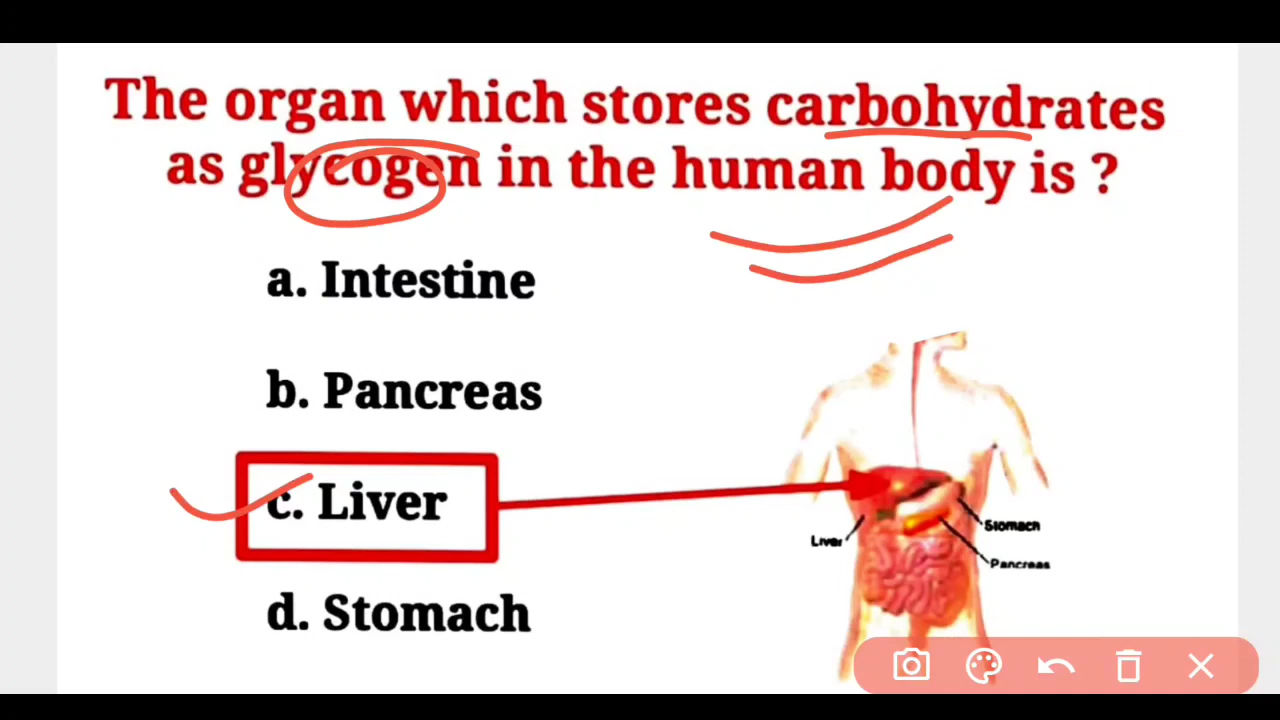 The organ which stores carbohydrates
as glycogen in the human body is ?
a. Intestine
b. Pancreas
c. Liver
d. Stomach
Liver
Stomach
Pancreas